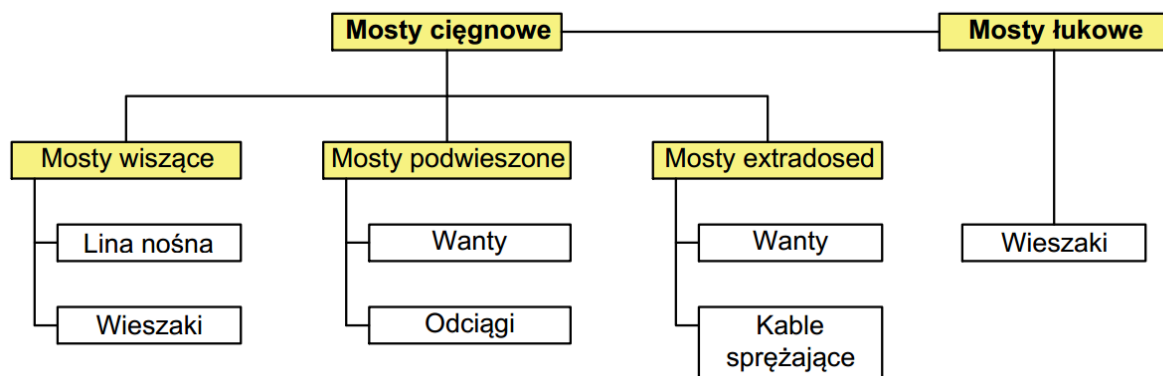 Mosty cięgnowe
Mosty łukowe
Mosty wiszące
Mosty podwieszone
Mosty extradosed
Lina nośna
Wanty
Wanty
Wieszaki
Wieszaki
Odciągi
Kable
sprężające